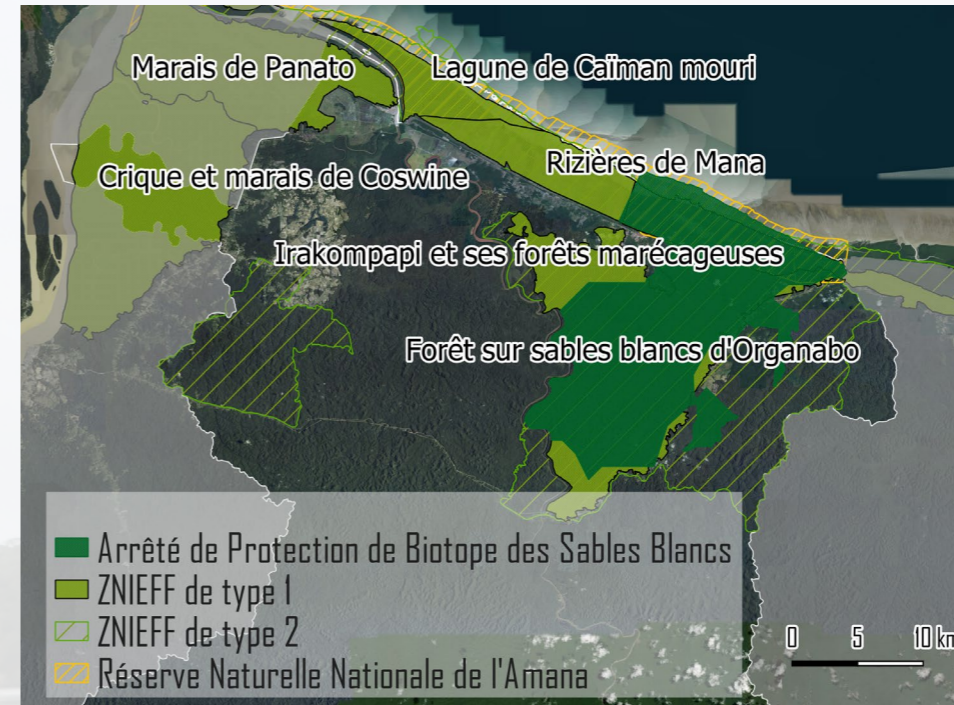 Marais de Panato
Lagune de Caïman mouri
Crique et marais de Coswine
Rizières de Mana
Irakompapi et ses forêts marécageuses
Forêt sur sables blancs d'Organabo
Arrêté de Protection de Biotope des Sables Blancs
ZNIEFF de type 1
ZNIEFF de type 2
Réserve Naturelle Nationale de l'Amana
0 5 10 km